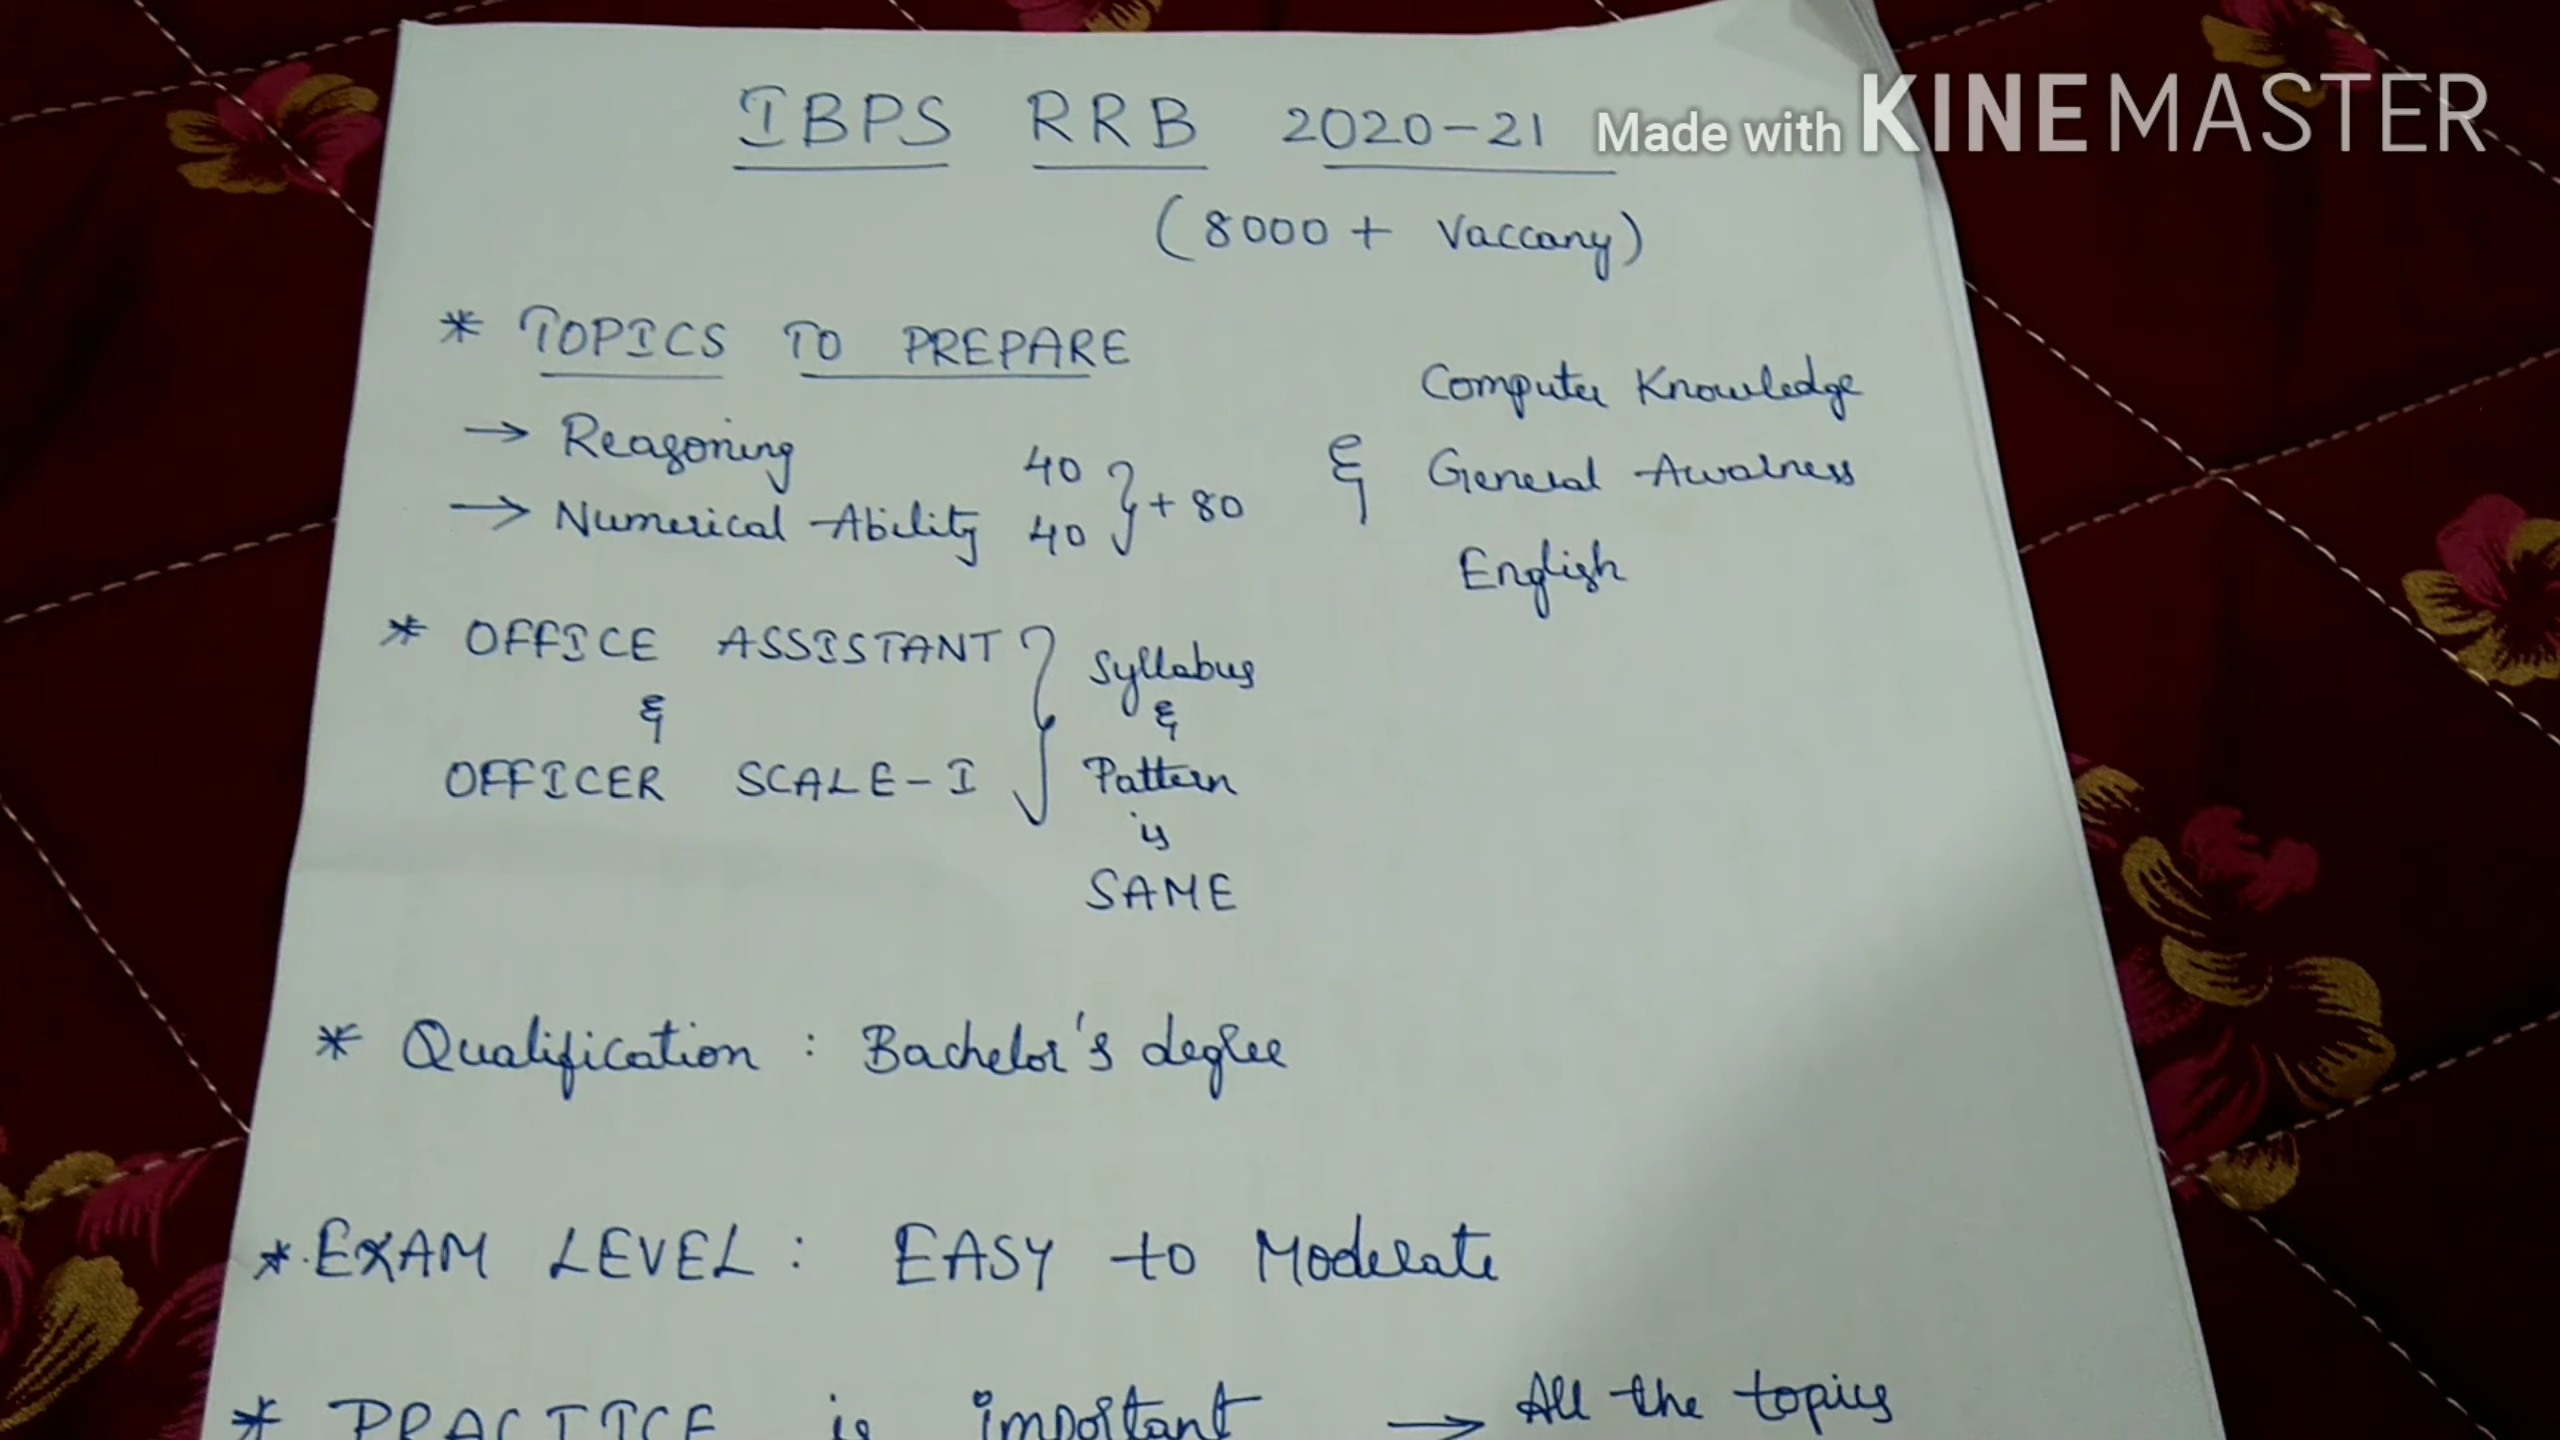 IBPS RRB 2020-21
Made with KINEMASTER
(8000+ Vaccany)
* TOPICS TO PREPARE
→ Reasoning 40
→ Numerical Ability 40 } + 80
& Computer Knowledge
General Awarness
English
* OFFICE ASSISTANT
&
OFFICER SCALE-I
} Syllabus
&
Pattern
is
SAME
* Qualification : Bachelor's degree
* EXAM LEVEL : EASY to Moderate
* PRACTICE is important → All the topics